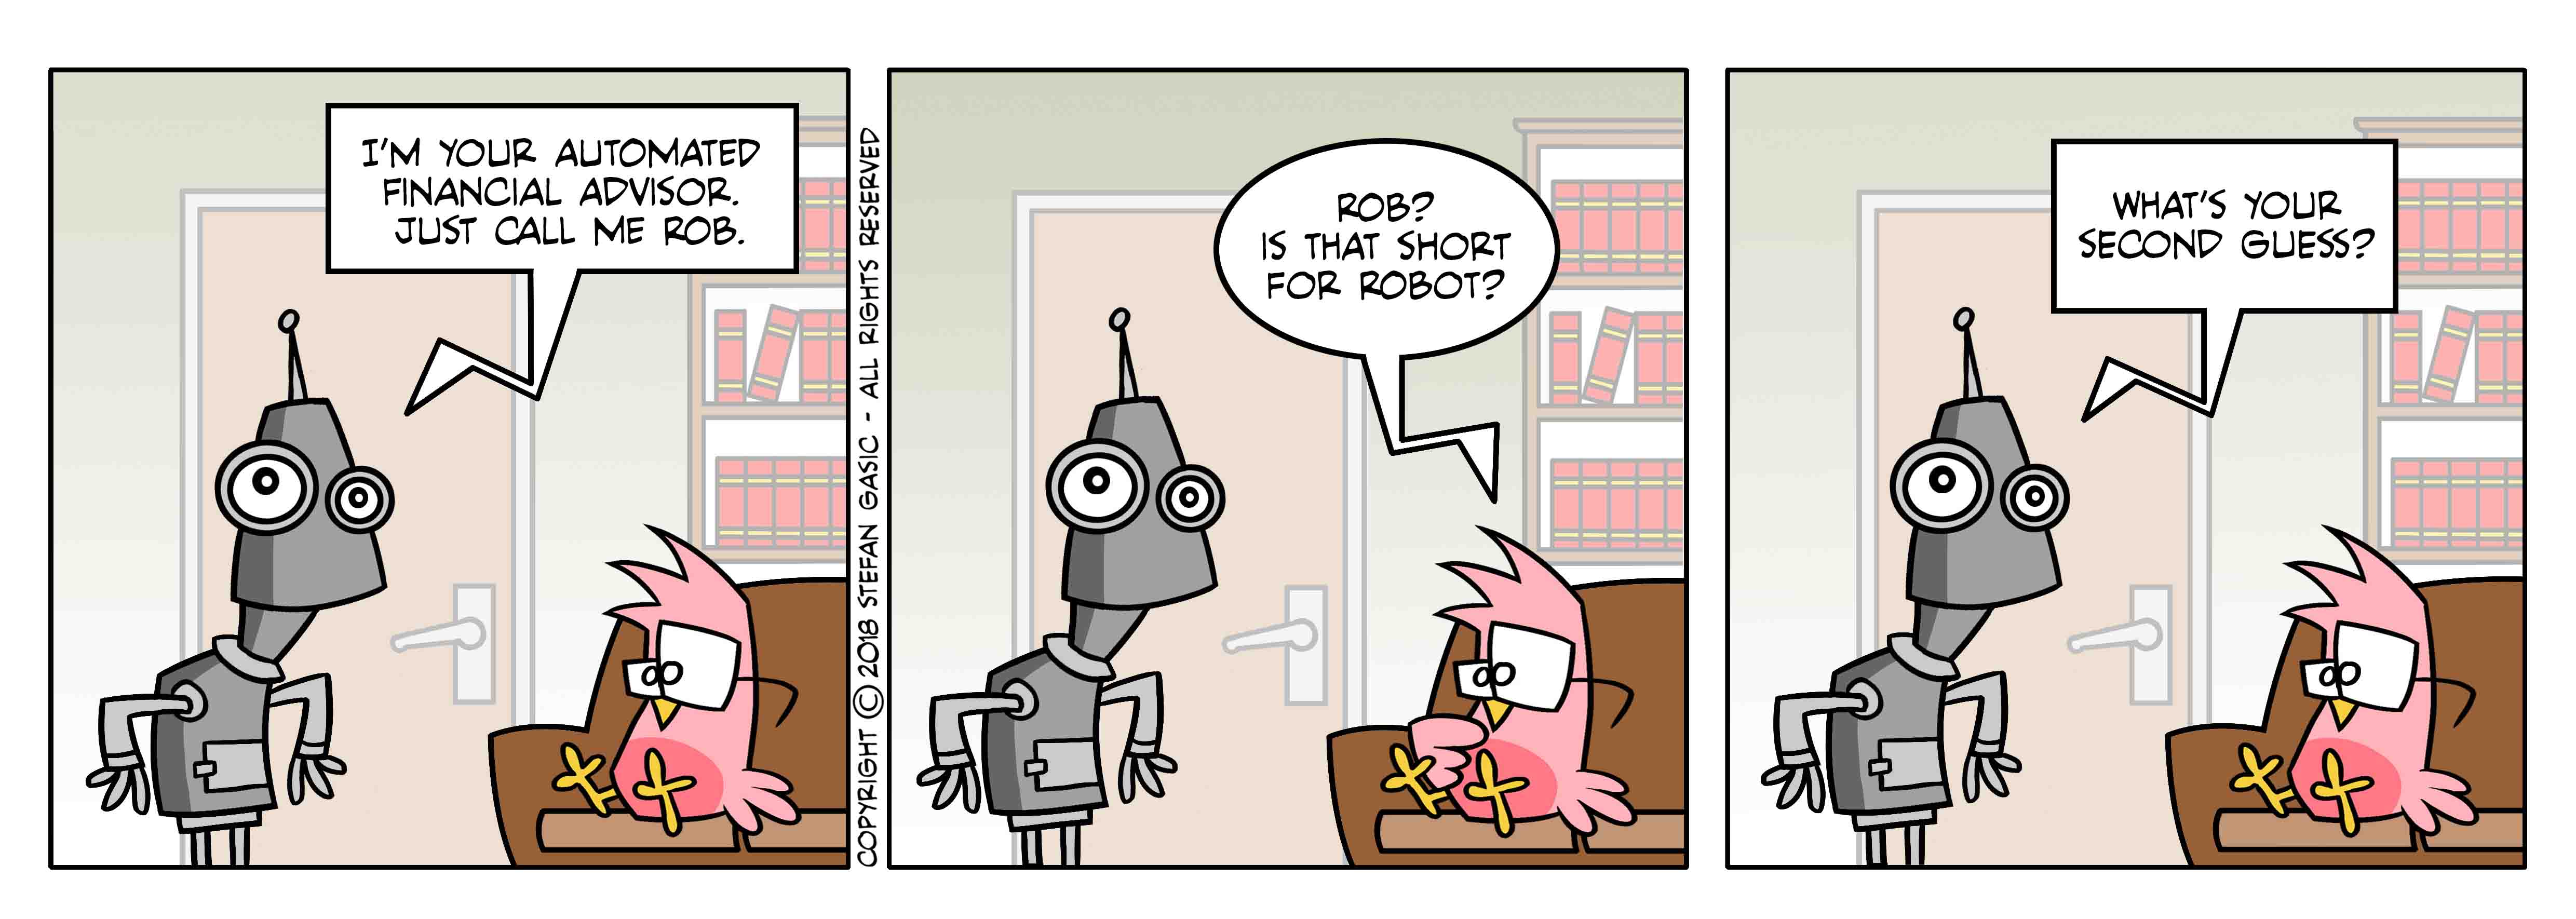 I'M YOUR AUTOMATED
FINANCIAL ADVISOR.
JUST CALL ME ROB.
COPYRIGHT © 2018 STEFAN GASIC - ALL RIGHTS RESERVED
ROB?
IS THAT SHORT
FOR ROBOT?
WHAT'S YOUR
SECOND GUESS?